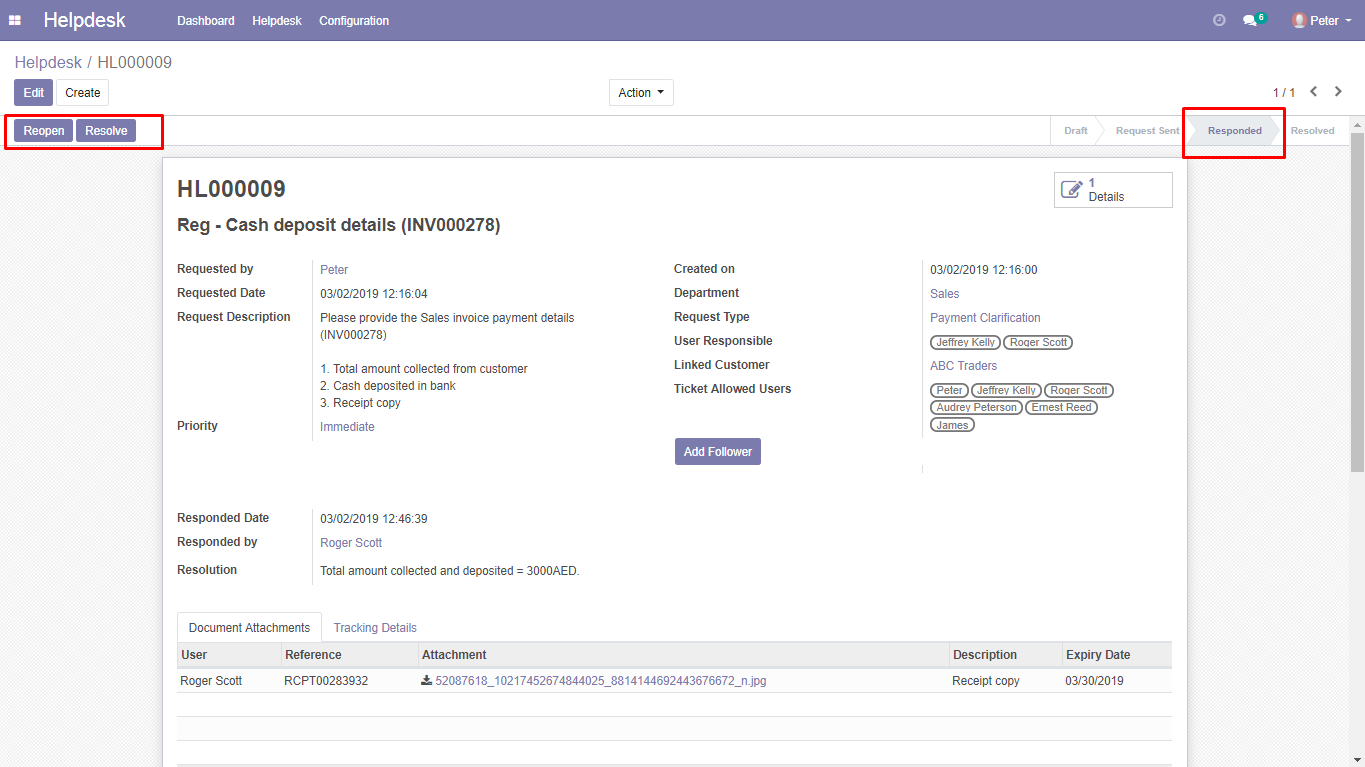 Helpdesk Dashboard Helpdesk Configuration 6 Peter
Helpdesk / HL000009
Edit Create Action 1 / 1
Reopen Resolve Draft Request Sent Responded Resolved
HL000009
1
Details
Reg - Cash deposit details (INV000278)
Requested by Peter Created on 03/02/2019 12:16:00
Requested Date 03/02/2019 12:16:04 Department Sales
Request Description Please provide the Sales invoice payment details Request Type Payment Clarification
(INV000278)
User Responsible Jeffrey Kelly Roger Scott
1. Total amount collected from customer Linked Customer ABC Traders
2. Cash deposited in bank Ticket Allowed Users Peter Jeffrey Kelly Roger Scott
3. Receipt copy Audrey Peterson Ernest Reed
Priority Immediate James
Add Follower
Responded Date 03/02/2019 12:46:39
Responded by Roger Scott
Resolution Total amount collected and deposited = 3000AED.
Document Attachments Tracking Details
User Reference Attachment Description Expiry Date
Roger Scott RCPT00283932 52087618_10217452674844025_8814144692443676672_n.jpg Receipt copy 03/30/2019